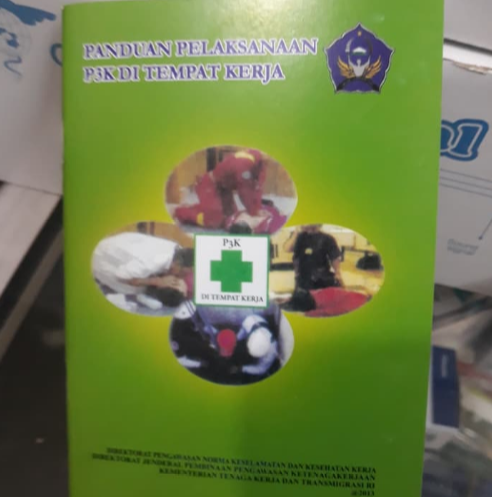 PANDUAN PELAKSANAAN
P3K DI TEMPAT KERJA
P3K
DI TEMPAT KERJA
DIREKTORAT PENGAWASAN NORMA KESELAMATAN DAN KESEHATAN KERJA
DIREKTORAT JENDERAL PEMBINAAN PENGAWASAN KETENAGAKERJAAN
KEMENTERIAN TENAGA KERJA DAN TRANSMIGRASI RI